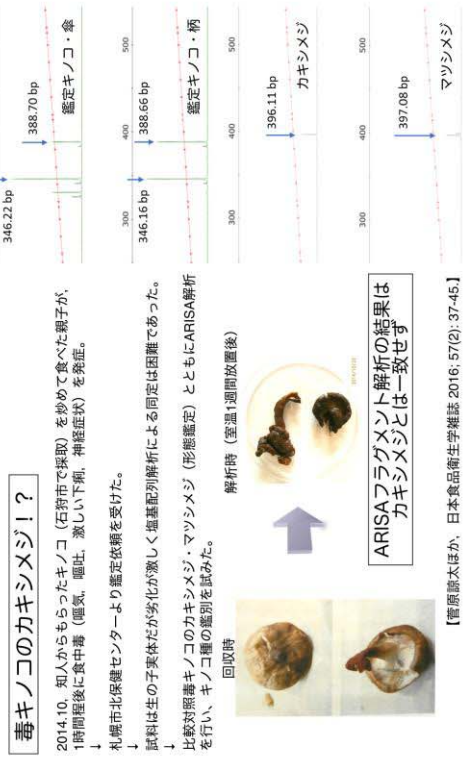 毒キノコのカキシメジ！？
2014.10，知人からもらったキノコ（石狩市で採取）を炒めて食べた親子が，
1時間程後に食中毒（嘔気，嘔吐，激しい下痢，神経症状）を発症。
↓
札幌市北保健センターより鑑定依頼を受けた。
↓
試料は生の子実体だが劣化が激しく塩基配列解析による同定は困難であった。
↓
比較対照毒キノコのカキシメジ・マツシメジ（形態鑑定）とともにARISA解析
を行い、キノコ種の鑑別を試みた。
回収時
解析時（室温1週間放置後）
ARISAフラグメント解析の結果は
カキシメジとは一致せず
【菅原諒太ほか，日本食品衛生学雑誌 2016; 57(2): 37-45.】
346.22 bp
388.70 bp
300 400 500
鑑定キノコ・傘
346.16 bp
388.66 bp
300 400 500
鑑定キノコ・柄
396.11 bp
300 400 500
カキシメジ
397.08 bp
300 400 500
マツシメジ